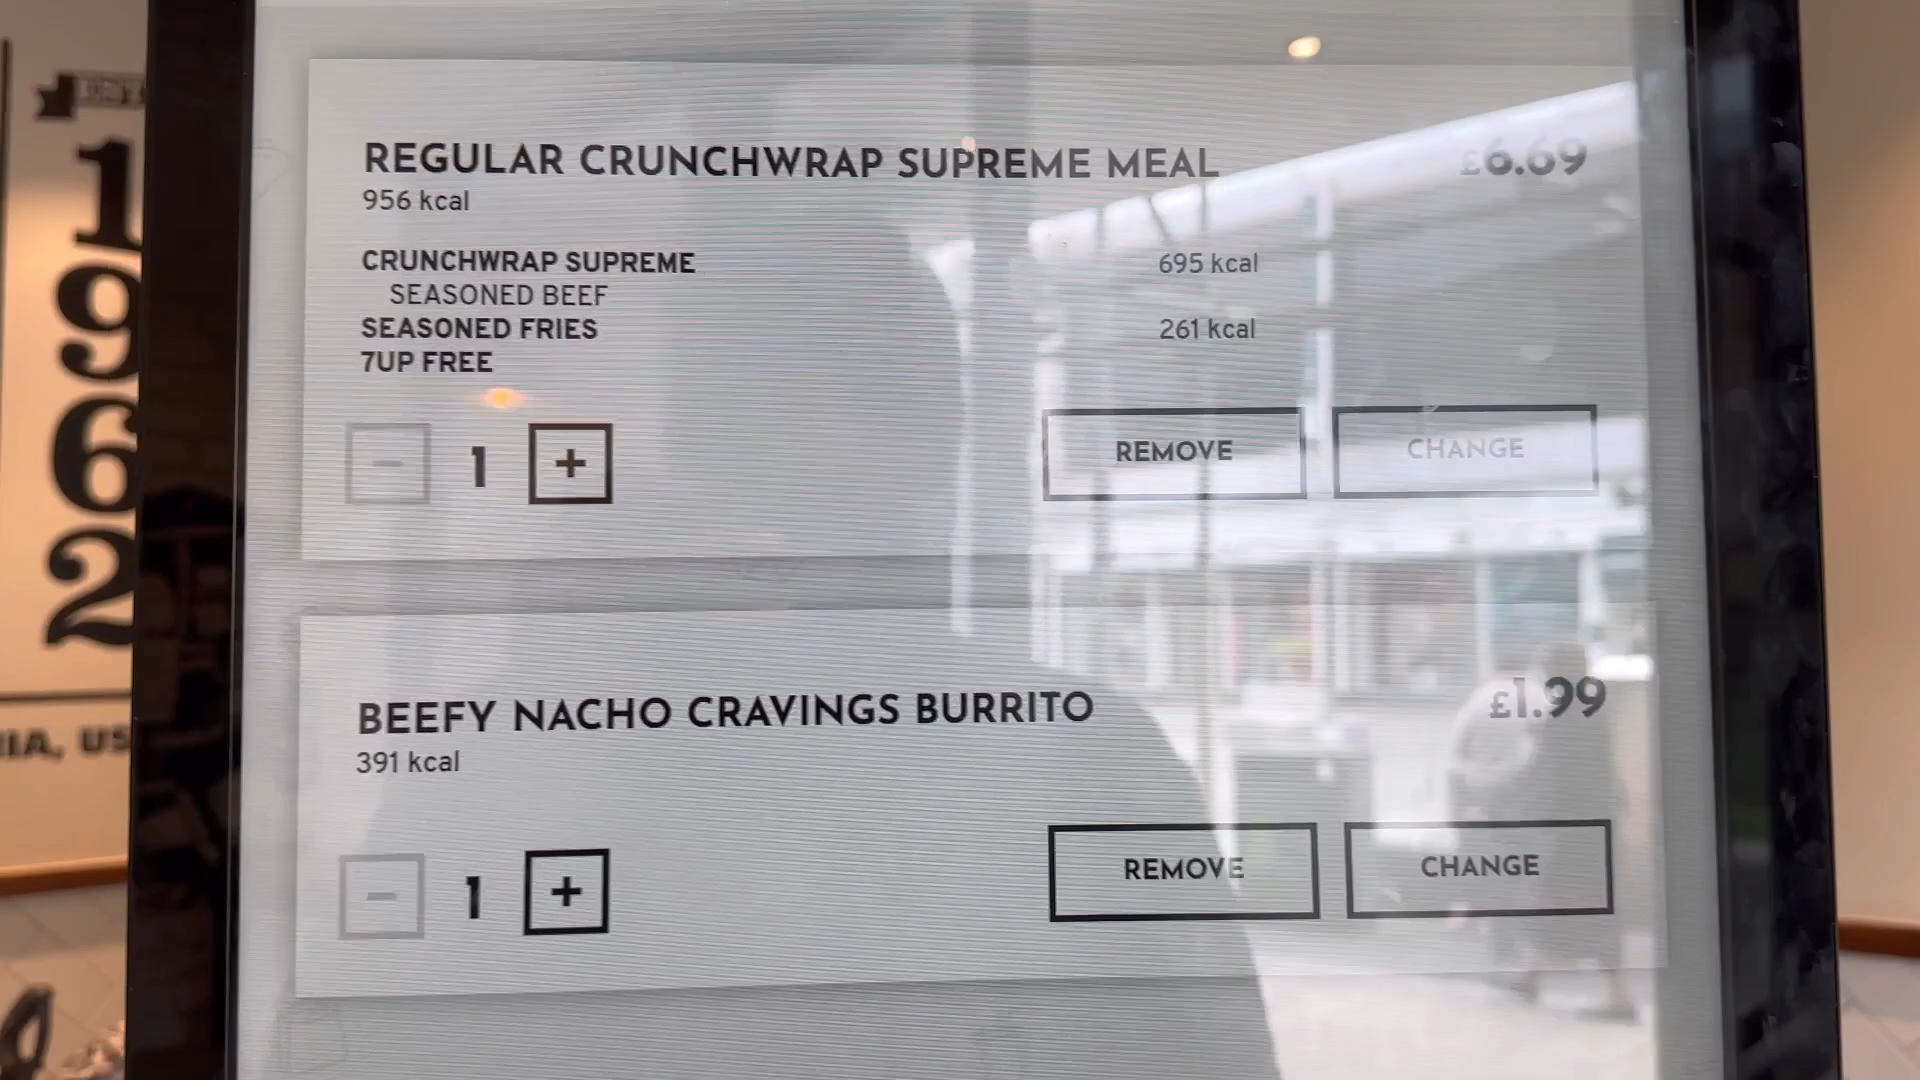 1
9
6
2
IA, US
REGULAR CRUNCHWRAP SUPREME MEAL £6.69
956 kcal
CRUNCHWRAP SUPREME 695 kcal
SEASONED BEEF
SEASONED FRIES 261 kcal
7UP FREE
− 1 + REMOVE CHANGE
BEEFY NACHO CRAVINGS BURRITO £1.99
391 kcal
− 1 + REMOVE CHANGE